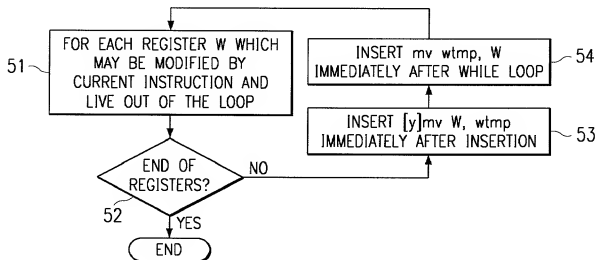 51
FOR EACH REGISTER W WHICH
MAY BE MODIFIED BY
CURRENT INSTRUCTION AND
LIVE OUT OF THE LOOP
END OF
REGISTERS?
52
NO
YES
END
INSERT [y]mv W, wtmp
IMMEDIATELY AFTER INSERTION
53
INSERT mv wtmp, W
IMMEDIATELY AFTER WHILE LOOP
54